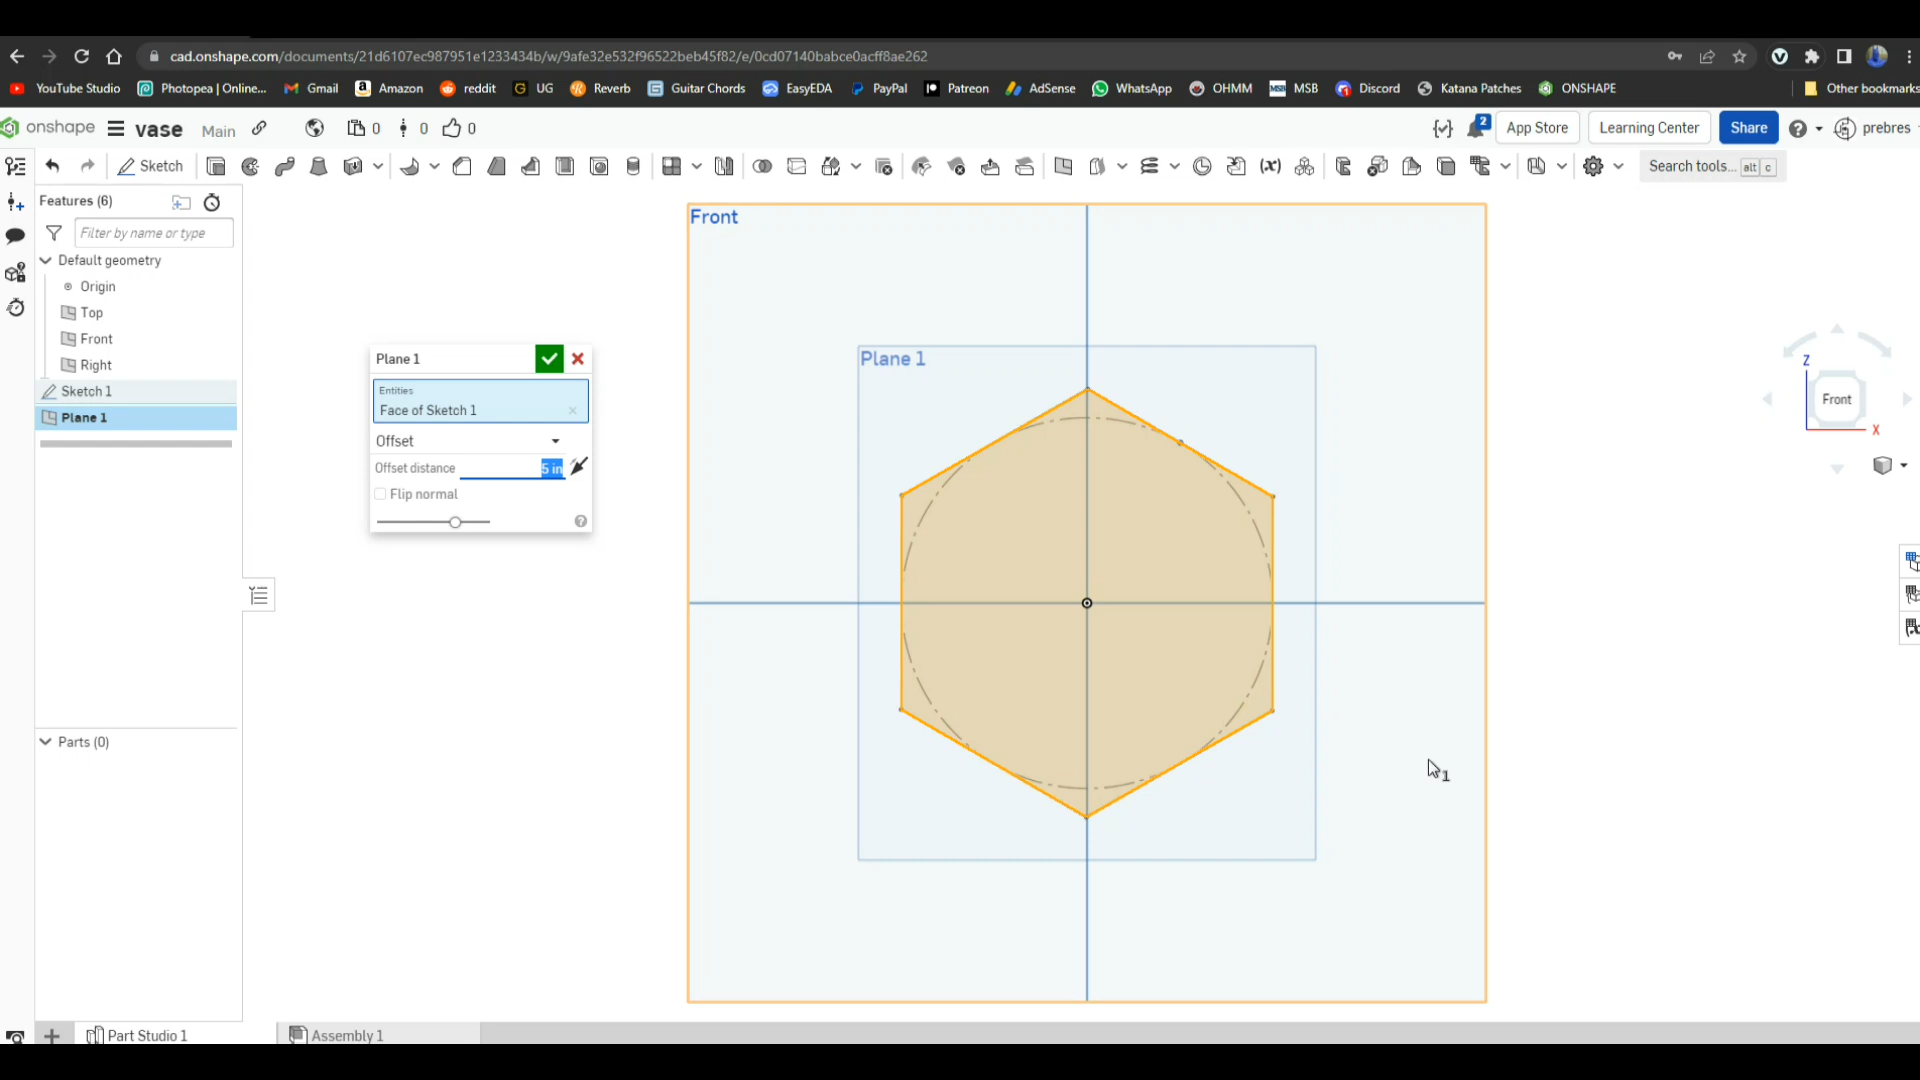 cad.onshape.com/documents/21d6107ec987951e1233434b/w/9afe32e532f96522beb45f82/e/0cd07140babce0acff8ae262
YouTube Studio Photopea | Online... Gmail Amazon reddit UG Reverb Guitar Chords EasyEDA PayPal Patreon AdSense WhatsApp OHMM MSB Discord Katana Patches ONSHAPE Other bookmarks
onshape vase Main 0 0 0 2 App Store Learning Center Share prebres
Sketch Search tools... alt c
Features (6)
Filter by name or type
Default geometry
Origin
Top
Front
Right
Sketch 1
Plane 1
Parts (0)
Plane 1
Entities
Face of Sketch 1
Offset
Offset distance 5 in
Flip normal
Front
Plane 1
Z
Front
X
1
Part Studio 1 Assembly 1